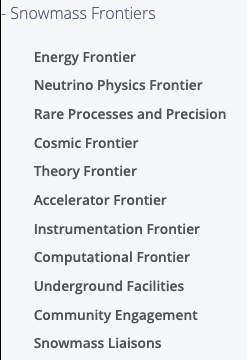 - Snowmass Frontiers
Energy Frontier
Neutrino Physics Frontier
Rare Processes and Precision
Cosmic Frontier
Theory Frontier
Accelerator Frontier
Instrumentation Frontier
Computational Frontier
Underground Facilities
Community Engagement
Snowmass Liaisons